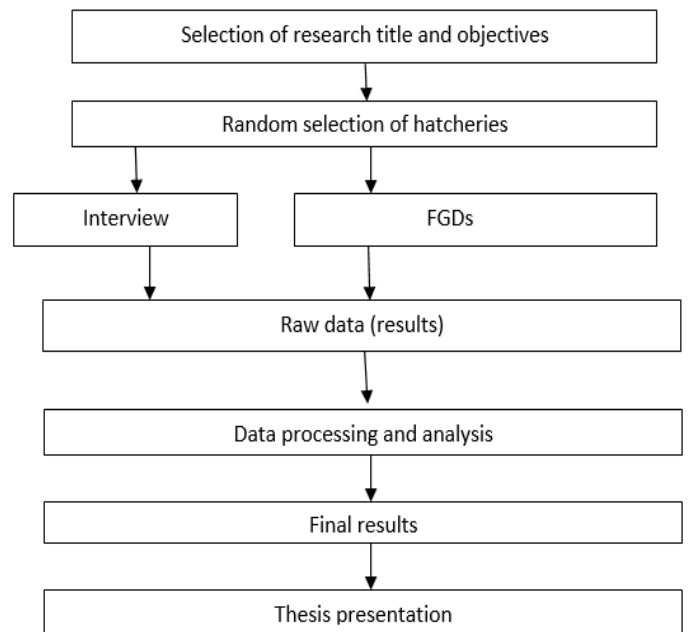 Selection of research title and objectives
Random selection of hatcheries
Interview
FGDs
Raw data (results)
Data processing and analysis
Final results
Thesis presentation